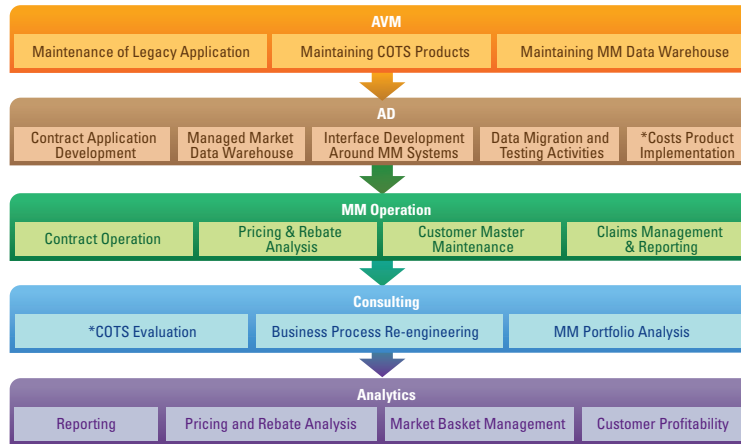 AVM
Maintenance of Legacy Application
Maintaining COTS Products
Maintaining MM Data Warehouse
AD
Contract Application
Development
Managed Market
Data Warehouse
Interface Development
Around MM Systems
Data Migration and
Testing Activities
*Costs Product
Implementation
MM Operation
Contract Operation
Pricing & Rebate
Analysis
Customer Master
Maintenance
Claims Management
& Reporting
Consulting
*COTS Evaluation
Business Process Re-engineering
MM Portfolio Analysis
Analytics
Reporting
Pricing and Rebate Analysis
Market Basket Management
Customer Profitability